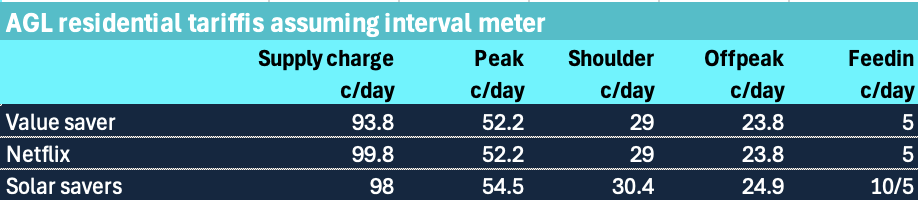 AGL residential tariffis assuming interval meter
Supply charge Peak Shoulder Offpeak Feedin
c/day c/day c/day c/day c/day
Value saver 93.8 52.2 29 23.8 5
Netflix 99.8 52.2 29 23.8 5
Solar savers 98 54.5 30.4 24.9 10/5